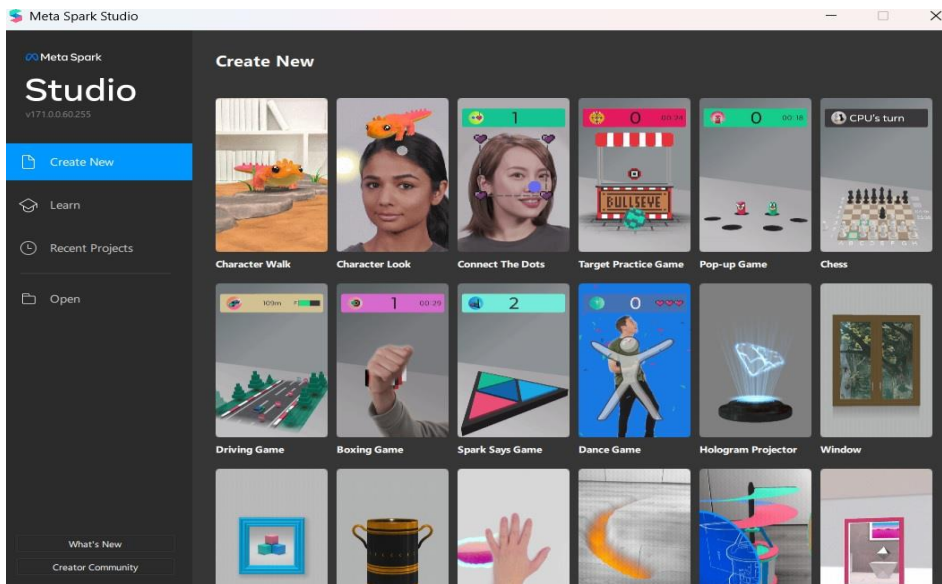 Meta Spark Studio
Meta Spark
Studio
v171.0.0.60.255
Create New
Learn
Recent Projects
Open
What's New
Creator Community
Create New
1
0 00:24
BULLSEYE
0 00:18
CPU's turn
Character Walk
Character Look
Connect The Dots
Target Practice Game
Pop-up Game
Chess
109m
1 00:29
2
0
Driving Game
Boxing Game
Spark Says Game
Dance Game
Hologram Projector
Window